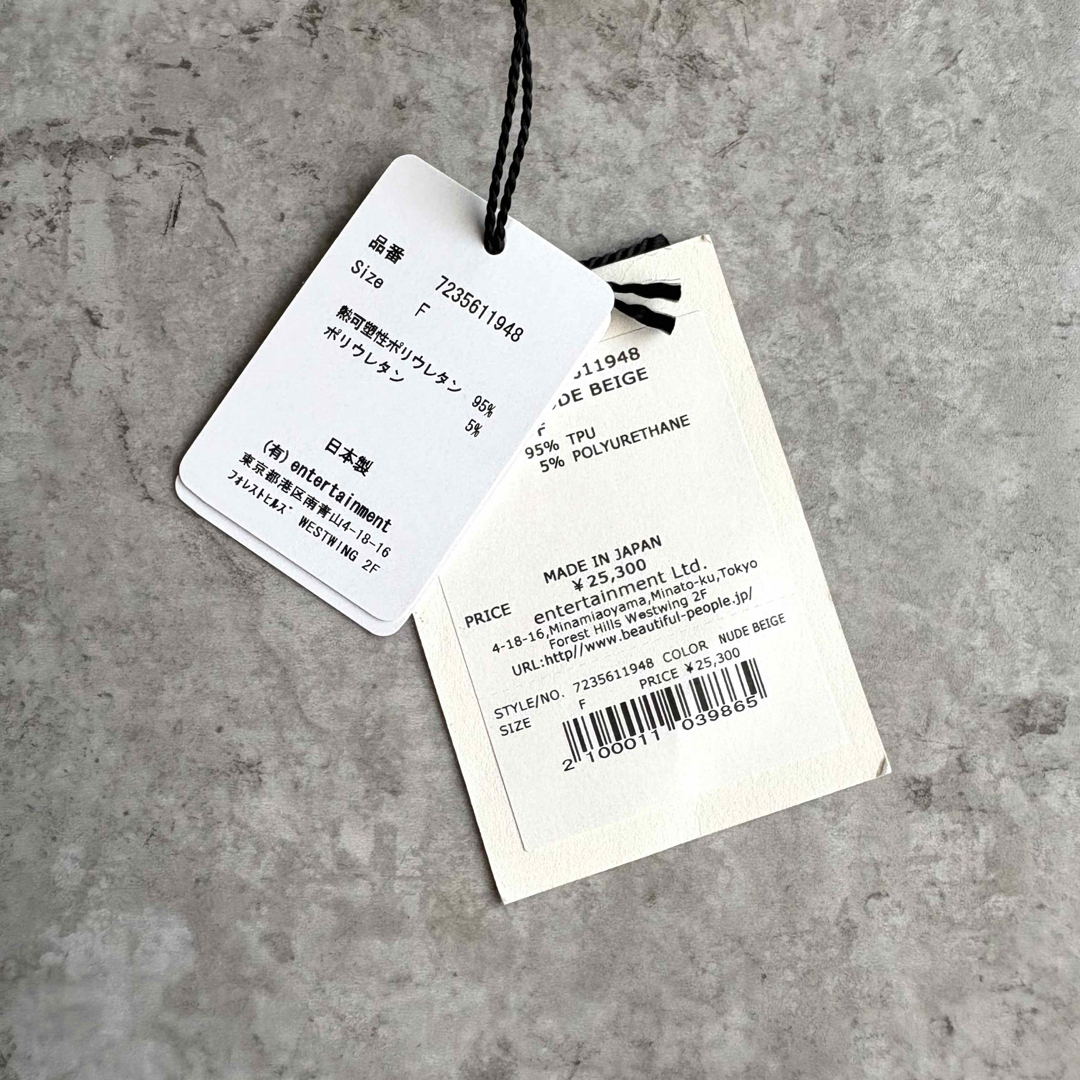 品番 7235611948
Size F
熱可塑性ポリウレタン 95%
ポリウレタン 5%
日本製
(有)entertainment
東京都港区南青山4-18-16
フォレストヒルズ WESTWING 2F
11948
BEIGE
F
95% TPU
5% POLYURETHANE
MADE IN JAPAN
PRICE ¥25,300
entertainment Ltd.
4-18-16,Minamiaoyama,Minato-ku,Tokyo
Forest Hills Westwing 2F
URL:http//www.beautiful-people.jp/
STYLE/NO. 7235611948 COLOR NUDE BEIGE
SIZE F PRICE ¥25,300
2 100011 039865